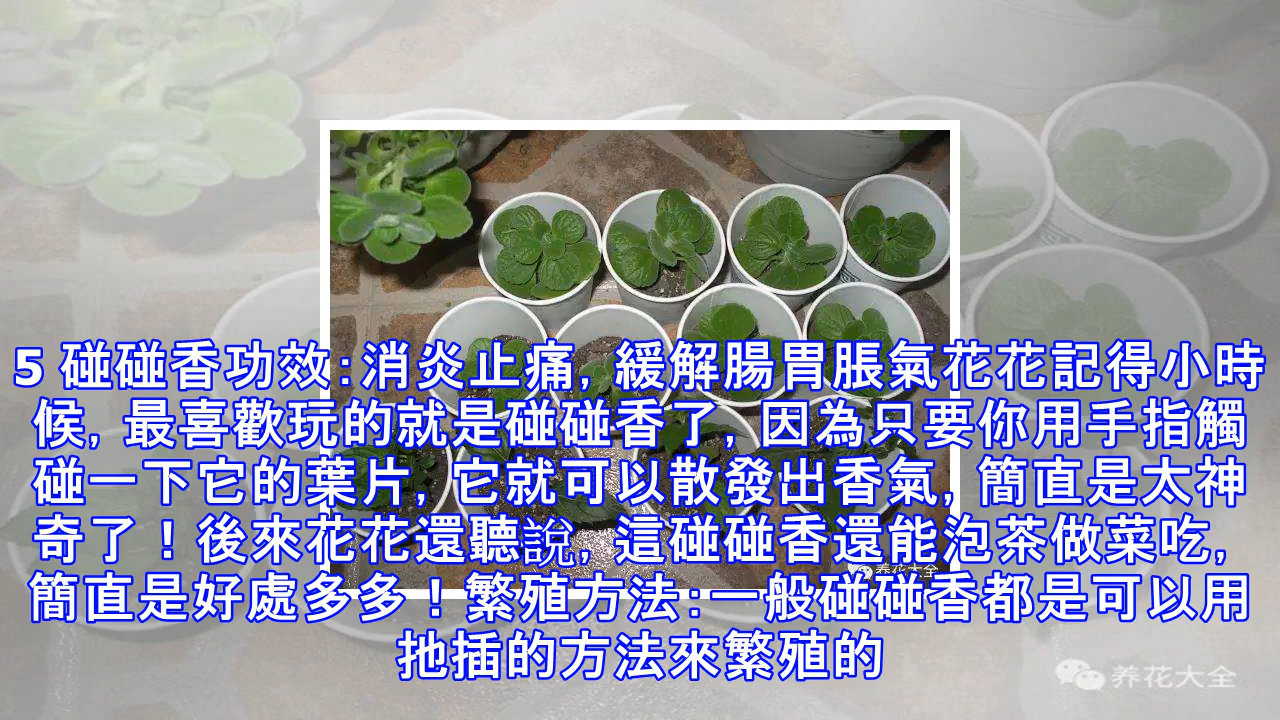 5 碰碰香功效:消炎止痛, 緩解腸胃脹氣花花記得小時
候, 最喜歡玩的就是碰碰香了, 因為只要你用手指觸
碰一下它的葉片, 它就可以散發出香氣, 簡直是太神
奇了！後來花花還聽說, 這碰碰香還能泡茶做菜吃,
簡直是好處多多！繁殖方法:一般碰碰香都是可以用
扡插的方法來繁殖的
养花大全
养花大全